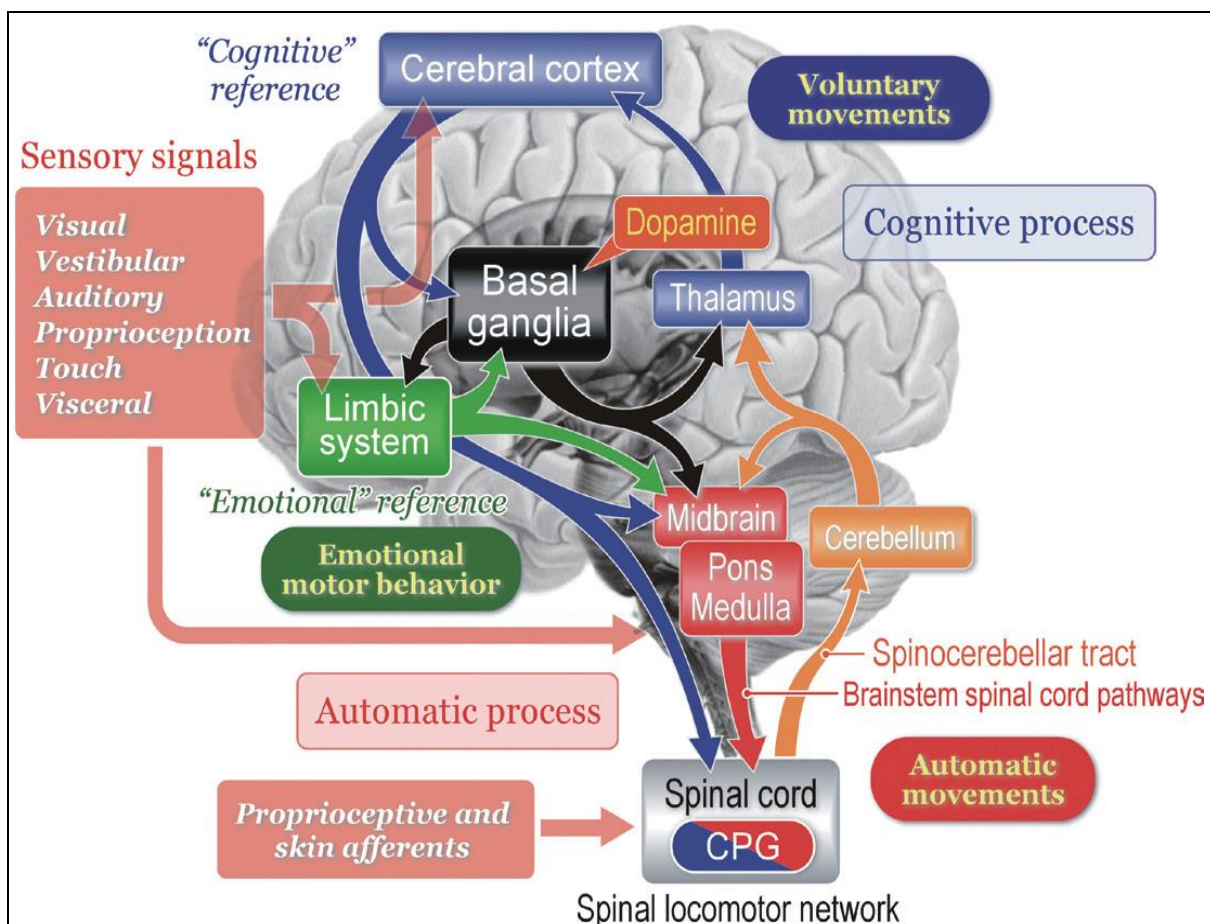 “Cognitive”
reference
Cerebral cortex
Voluntary
movements
Sensory signals
Visual
Vestibular
Auditory
Proprioception
Touch
Visceral
Dopamine
Cognitive process
Basal
ganglia
Thalamus
Limbic
system
“Emotional” reference
Emotional
motor behavior
Midbrain
Pons
Medulla
Cerebellum
Spinocerebellar tract
Brainstem spinal cord pathways
Automatic process
Automatic
movements
Proprioceptive and
skin afferents
Spinal cord
CPG
Spinal locomotor network